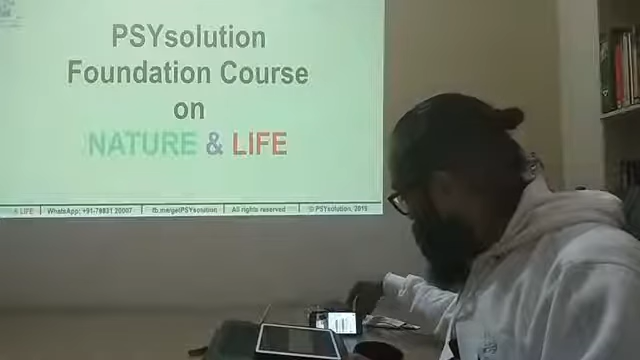 PSYsolution
Foundation Course
on
NATURE & LIFE
& LIFE | WhatsApp: +91-78831 20007 | fb.me/getPSYsolution | All rights reserved | © PSYsolution, 2019